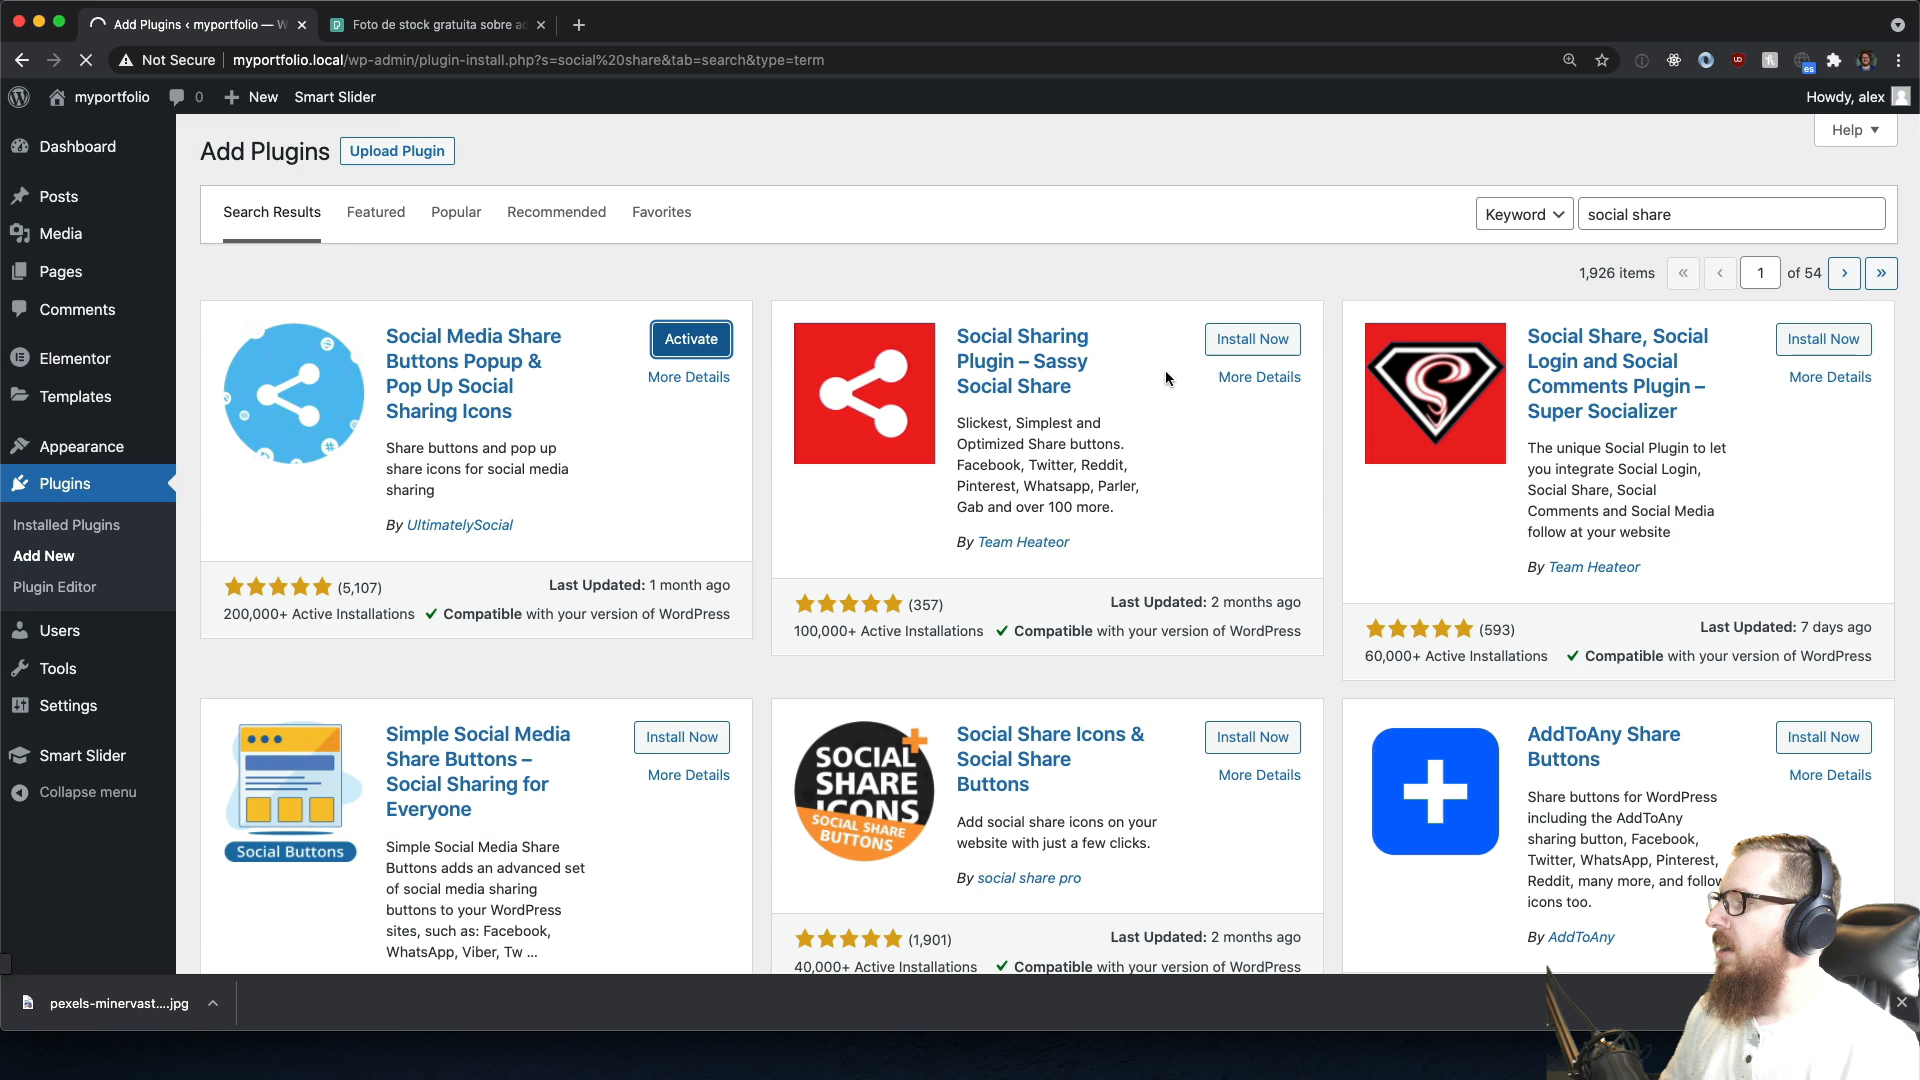 Add Plugins ‹ myportfolio — W
Foto de stock gratuita sobre ad
Not Secure
myportfolio.local/wp-admin/plugin-install.php?s=social%20share&tab=search&type=term
es
myportfolio
0
New
Smart Slider
Howdy, alex
Dashboard
Posts
Media
Pages
Comments
Elementor
Templates
Appearance
Plugins
Installed Plugins
Add New
Plugin Editor
Users
Tools
Settings
Smart Slider
Collapse menu
Help
Add Plugins
Upload Plugin
Search Results
Featured
Popular
Recommended
Favorites
Keyword
social share
1,926 items
«
‹
1
of 54
›
»
Social Media Share
Buttons Popup &
Pop Up Social
Sharing Icons
Activate
More Details
Share buttons and pop up
share icons for social media
sharing
By UltimatelySocial
(5,107)
Last Updated: 1 month ago
200,000+ Active Installations
Compatible with your version of WordPress
Social Sharing
Plugin – Sassy
Social Share
Install Now
More Details
Slickest, Simplest and
Optimized Share buttons.
Facebook, Twitter, Reddit,
Pinterest, Whatsapp, Parler,
Gab and over 100 more.
By Team Heateor
(357)
Last Updated: 2 months ago
100,000+ Active Installations
Compatible with your version of WordPress
Social Share, Social
Login and Social
Comments Plugin –
Super Socializer
Install Now
More Details
The unique Social Plugin to let
you integrate Social Login,
Social Share, Social
Comments and Social Media
follow at your website
By Team Heateor
(593)
Last Updated: 7 days ago
60,000+ Active Installations
Compatible with your version of WordPress
Social Buttons
Simple Social Media
Share Buttons –
Social Sharing for
Everyone
Install Now
More Details
Simple Social Media Share
Buttons adds an advanced set
of social media sharing
buttons to your WordPress
sites, such as: Facebook,
WhatsApp, Viber, Tw ...
SOCIAL
SHARE
ICONS
SOCIAL SHARE
BUTTONS
Social Share Icons &
Social Share
Buttons
Install Now
More Details
Add social share icons on your
website with just a few clicks.
By social share pro
(1,901)
Last Updated: 2 months ago
40,000+ Active Installations
Compatible with your version of WordPress
AddToAny Share
Buttons
Install Now
More Details
Share buttons for WordPress
including the AddToAny
sharing button, Facebook,
Twitter, WhatsApp, Pinterest,
Reddit, many more, and follow
icons too.
By AddToAny
pexels-minervast....jpg